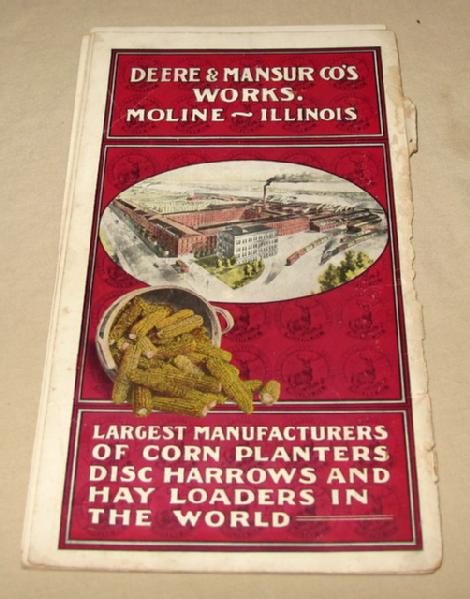 DEERE & MANSUR CO'S
WORKS.
MOLINE ~ ILLINOIS
LARGEST MANUFACTURERS
OF CORN PLANTERS
DISC HARROWS AND
HAY LOADERS IN
THE WORLD